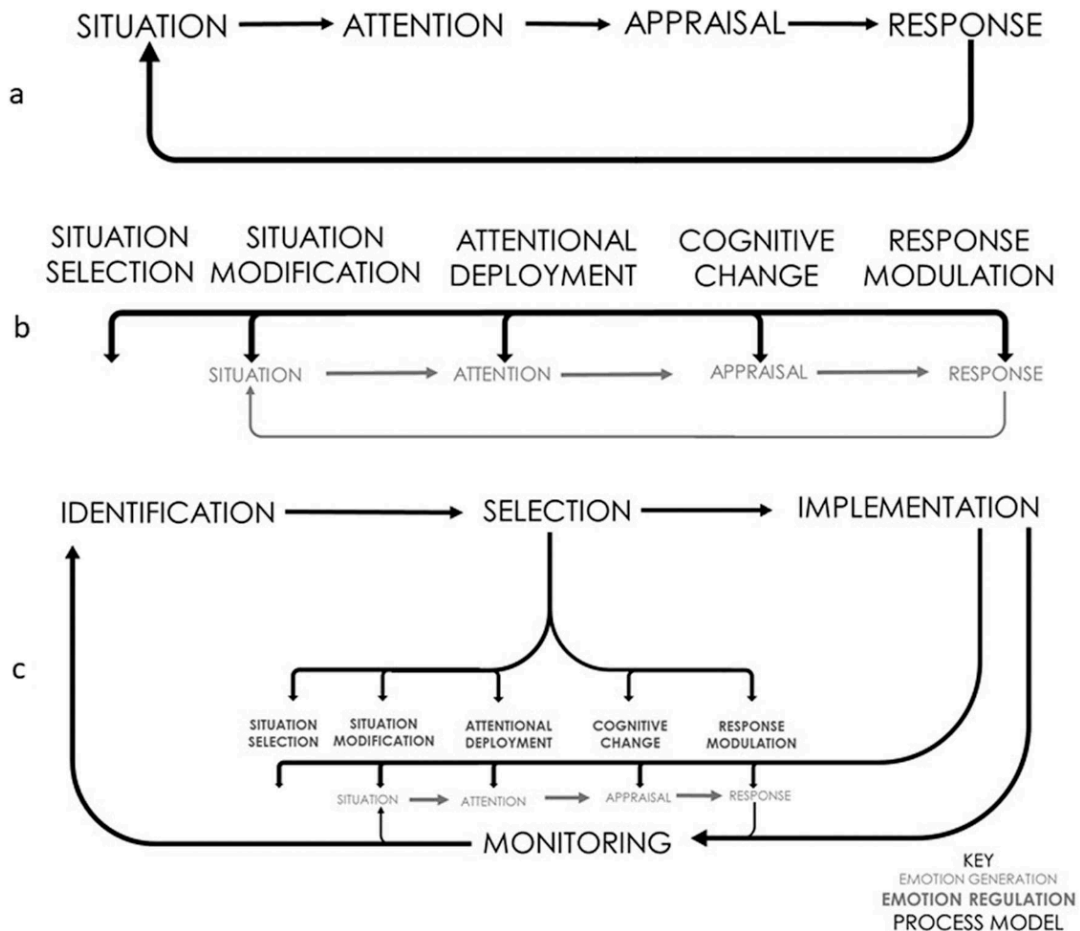 SITUATION ATTENTION APPRAISAL RESPONSE
a
SITUATION SELECTION
SITUATION MODIFICATION
ATTENTIONAL DEPLOYMENT
COGNITIVE CHANGE
RESPONSE MODULATION
b
SITUATION ATTENTION APPRAISAL RESPONSE
IDENTIFICATION SELECTION IMPLEMENTATION
c
SITUATION SELECTION
SITUATION MODIFICATION
ATTENTIONAL DEPLOYMENT
COGNITIVE CHANGE
RESPONSE MODULATION
SITUATION ATTENTION APPRAISAL RESPONSE
MONITORING
KEY
EMOTION GENERATION
EMOTION REGULATION
PROCESS MODEL